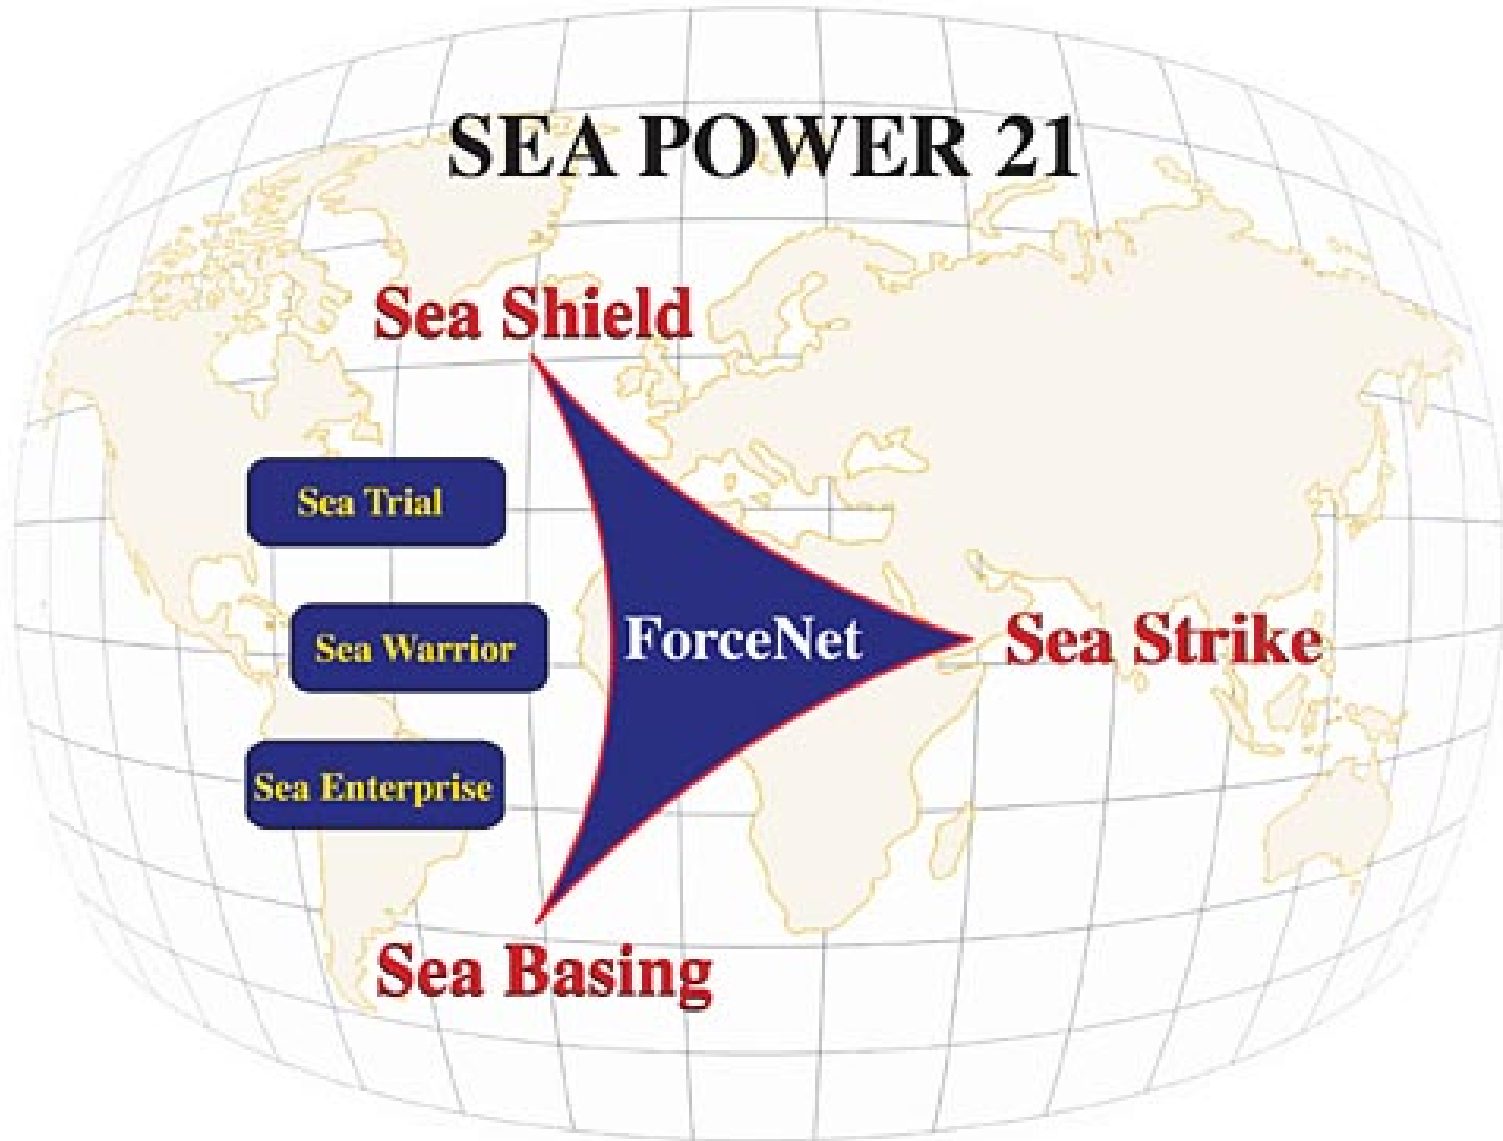 SEA POWER 21
Sea Shield
Sea Trial
Sea Warrior
ForceNet
Sea Strike
Sea Enterprise
Sea Basing